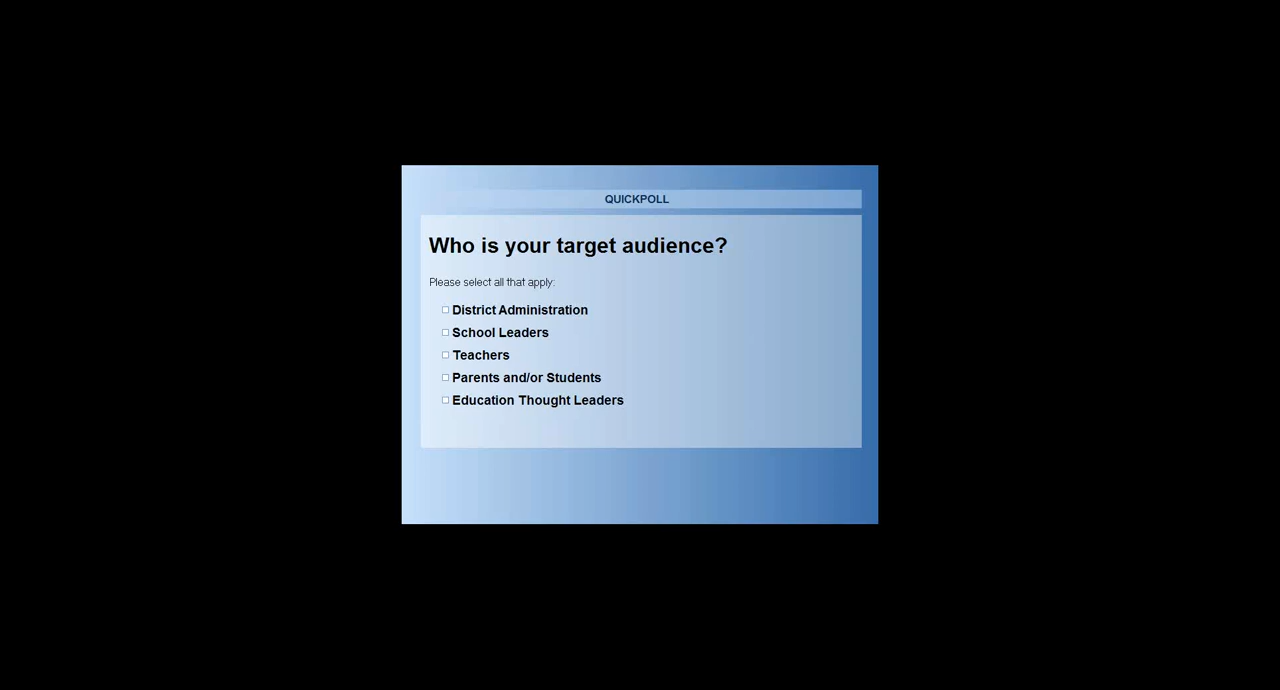 QUICKPOLL
Who is your target audience?
Please select all that apply:
District Administration
School Leaders
Teachers
Parents and/or Students
Education Thought Leaders